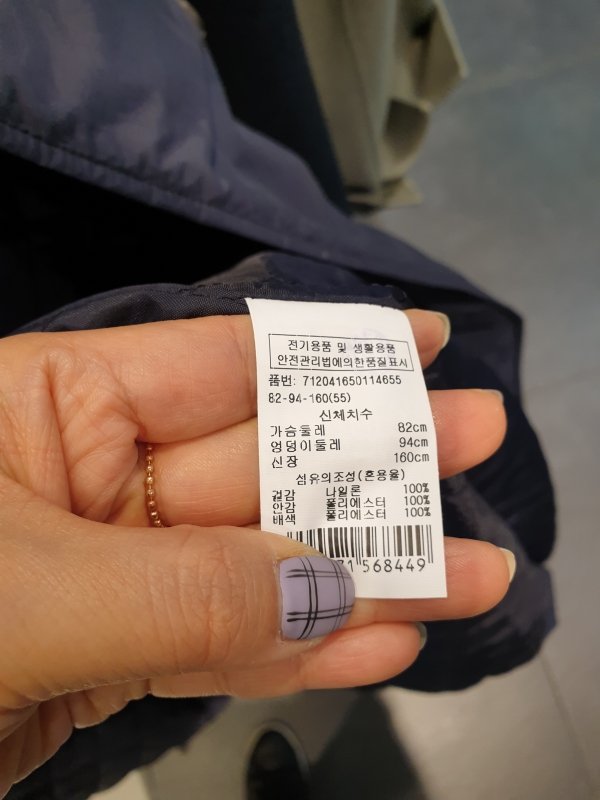 전기용품 및 생활용품
안전관리법에의한품질표시
품번: 712041650114655
82-94-160(55)
신체치수
가슴둘레 82cm
엉덩이둘레 94cm
신장 160cm
섬유의조성(혼용율)
겉감 나일론 100%
안감 폴리에스터 100%
배색 폴리에스터 100%
71 568449